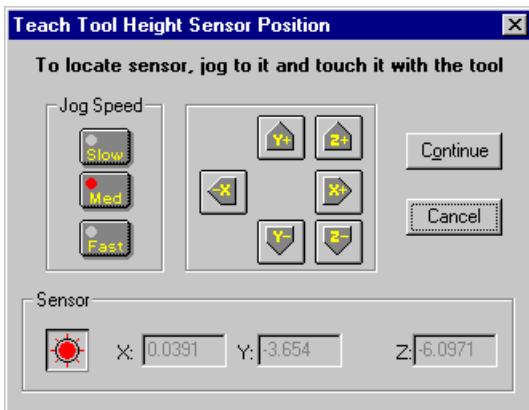 Teach Tool Height Sensor Position
To locate sensor, jog to it and touch it with the tool
Jog Speed
Slow
Med
Fast
Y+ Z+
-X X+
Y- Z-
Continue
Cancel
Sensor
X: 0.0391 Y: -3.654 Z: -6.0971